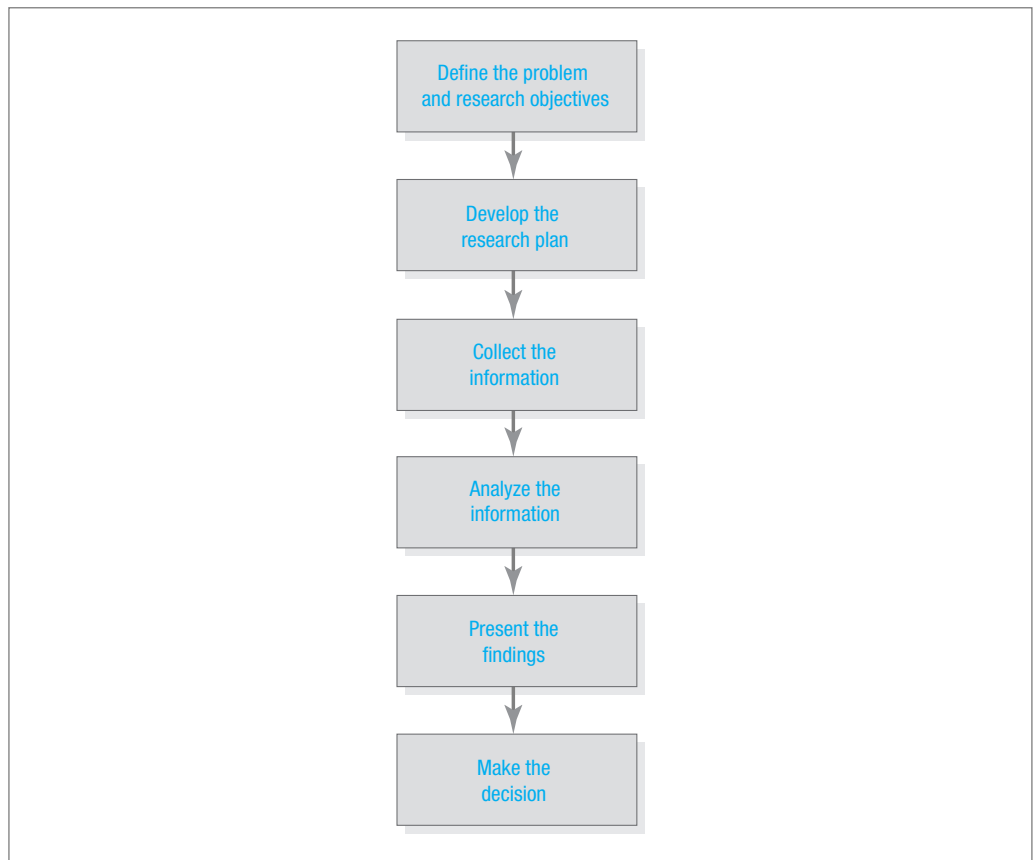 Define the problem
and research objectives
Develop the
research plan
Collect the
information
Analyze the
information
Present the
findings
Make the
decision